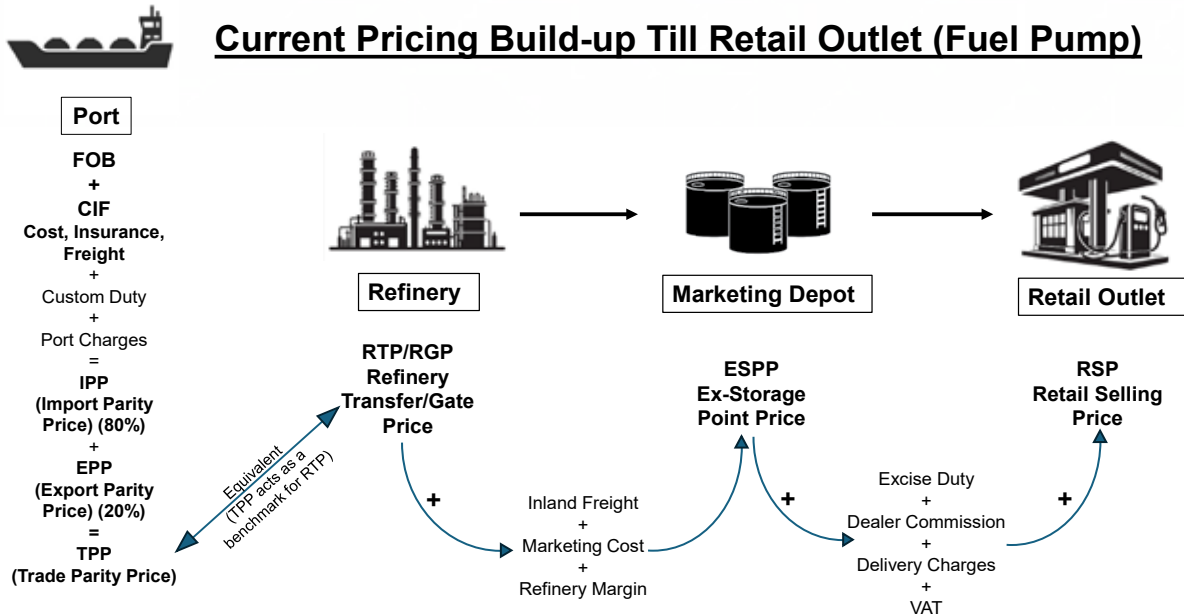 Current Pricing Build-up Till Retail Outlet (Fuel Pump)
Port
FOB
+
CIF
Cost, Insurance,
Freight
+
Custom Duty
+
Port Charges
=
IPP
(Import Parity
Price) (80%)
+
EPP
(Export Parity
Price) (20%)
=
TPP
(Trade Parity Price)
Equivalent
(TPP acts as a
benchmark for RTP)
Refinery
RTP/RGP
Refinery
Transfer/Gate
Price
+
Inland Freight
+
Marketing Cost
+
Refinery Margin
Marketing Depot
ESPP
Ex-Storage
Point Price
+
Excise Duty
+
Dealer Commission
+
Delivery Charges
+
VAT
+
Retail Outlet
RSP
Retail Selling
Price